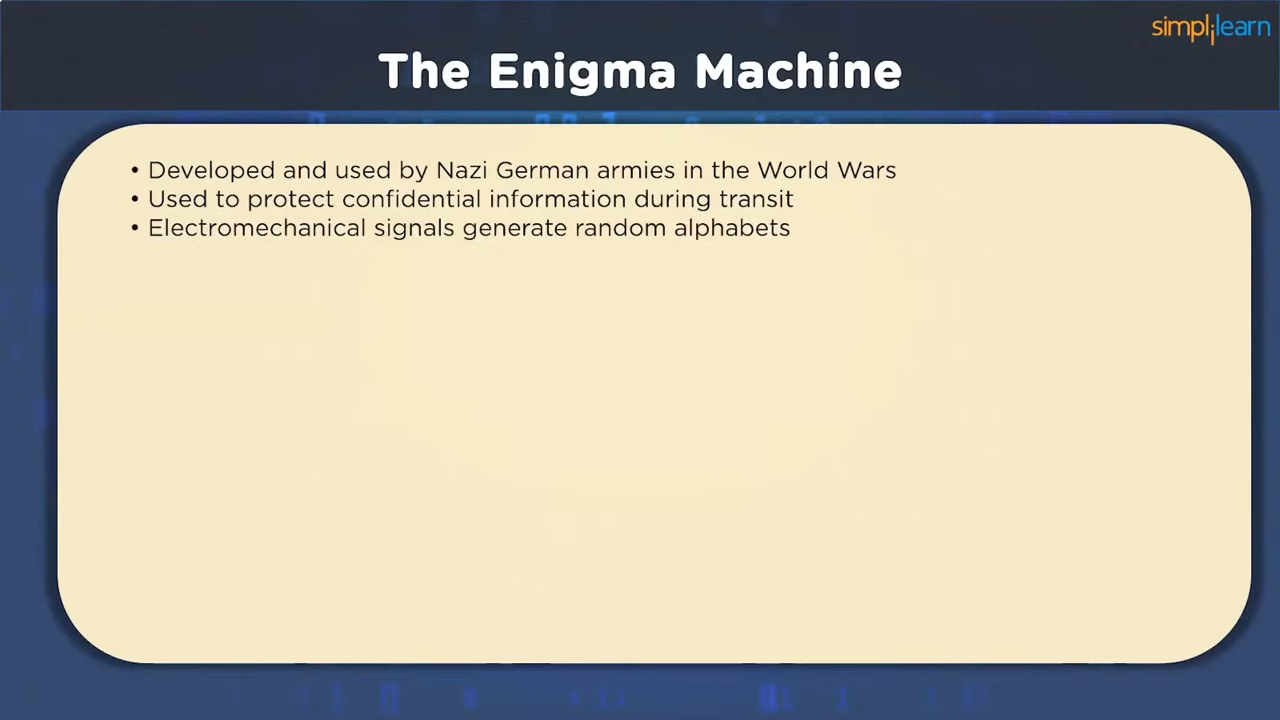 simplilearn
The Enigma Machine
• Developed and used by Nazi German armies in the World Wars
• Used to protect confidential information during transit
• Electromechanical signals generate random alphabets